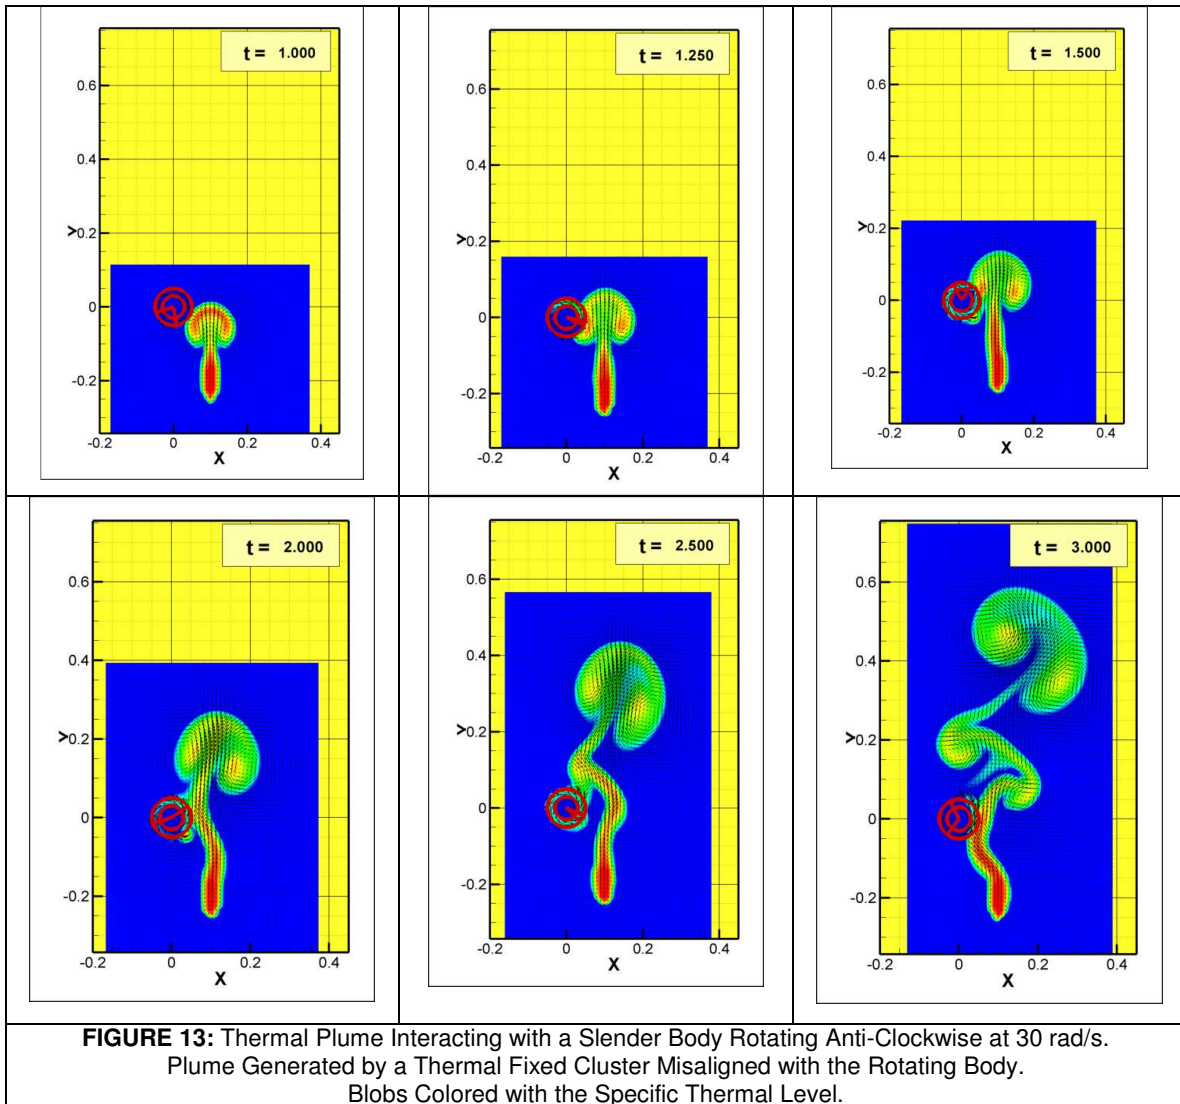 t = 1.000
0.6
0.4
Y
0.2
0
-0.2
-0.2 0 0.2 0.4
X
t = 1.250
0.6
0.4
Y
0.2
0
-0.2
-0.2 0 0.2 0.4
X
t = 1.500
0.6
0.4
Y
0.2
0
-0.2
-0.2 0 0.2 0.4
X
t = 2.000
0.6
0.4
Y
0.2
0
-0.2
-0.2 0 0.2 0.4
X
t = 2.500
0.6
0.4
Y
0.2
0
-0.2
-0.2 0 0.2 0.4
X
t = 3.000
0.6
0.4
Y
0.2
0
-0.2
-0.2 0 0.2 0.4
X
FIGURE 13: Thermal Plume Interacting with a Slender Body Rotating Anti-Clockwise at 30 rad/s.
Plume Generated by a Thermal Fixed Cluster Misaligned with the Rotating Body.
Blobs Colored with the Specific Thermal Level.